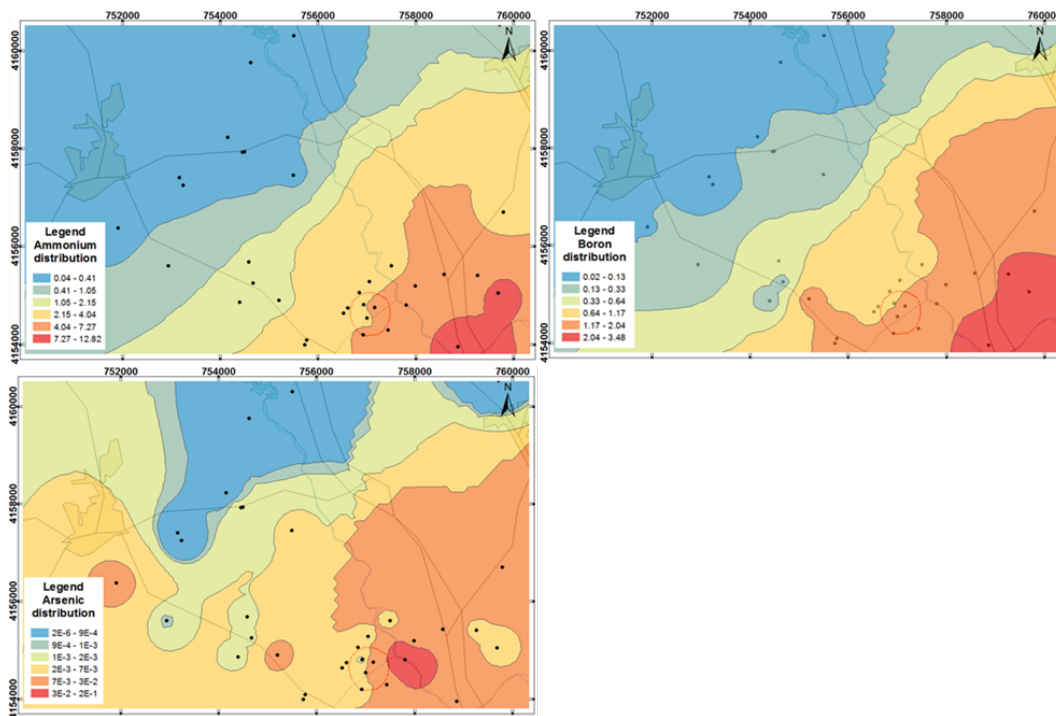 752000 754000 756000 758000 760000
4160000
4158000
4156000
4154000
N
Legend
Ammonium
distribution
0.04 - 0.41
0.41 - 1.05
1.05 - 2.15
2.15 - 4.04
4.04 - 7.27
7.27 - 12.82
752000 754000 756000 758000 760000
4160000
4158000
4156000
4154000
N
Legend
Boron
distribution
0.02 - 0.13
0.13 - 0.33
0.33 - 0.64
0.64 - 1.17
1.17 - 2.04
2.04 - 3.48
752000 754000 756000 758000 760000
4160000
4158000
4156000
4154000
N
Legend
Arsenic
distribution
2E-6 - 9E-4
9E-4 - 1E-3
1E-3 - 2E-3
2E-3 - 7E-3
7E-3 - 3E-2
3E-2 - 2E-1